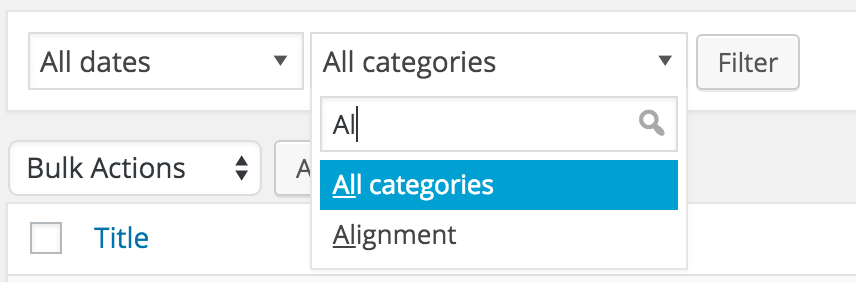 All dates
All categories
Filter
Al
Bulk Actions
A
All categories
Title
Alignment